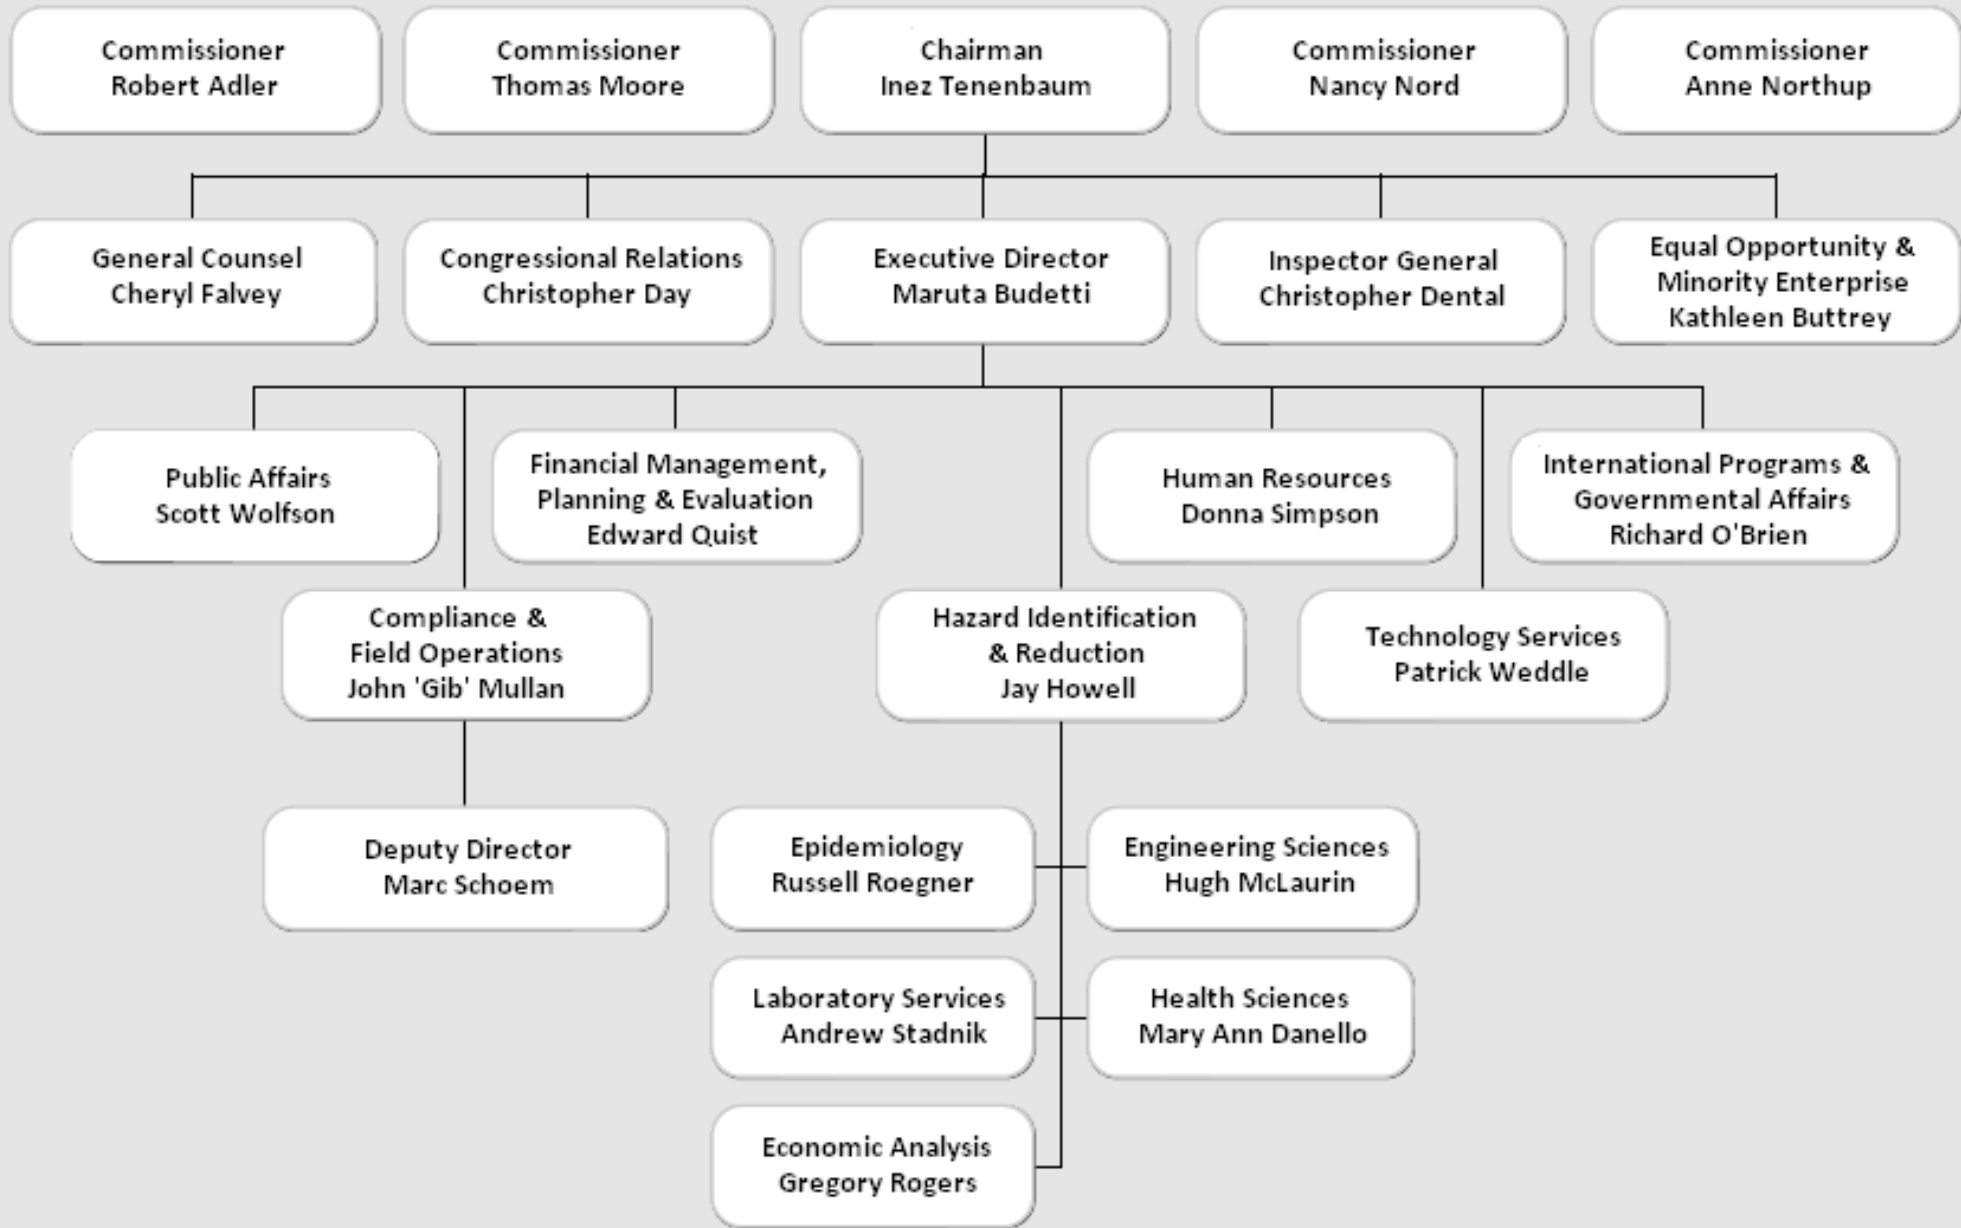 Commissioner
Robert Adler
Commissioner
Thomas Moore
Chairman
Inez Tenenbaum
Commissioner
Nancy Nord
Commissioner
Anne Northup
General Counsel
Cheryl Falvey
Congressional Relations
Christopher Day
Executive Director
Maruta Budetti
Inspector General
Christopher Dental
Equal Opportunity &
Minority Enterprise
Kathleen Buttrey
Public Affairs
Scott Wolfson
Financial Management,
Planning & Evaluation
Edward Quist
Human Resources
Donna Simpson
International Programs &
Governmental Affairs
Richard O'Brien
Compliance &
Field Operations
John 'Gib' Mullan
Hazard Identification
& Reduction
Jay Howell
Technology Services
Patrick Weddle
Deputy Director
Marc Schoem
Epidemiology
Russell Roegner
Engineering Sciences
Hugh McLaurin
Laboratory Services
Andrew Stadnik
Health Sciences
Mary Ann Danello
Economic Analysis
Gregory Rogers